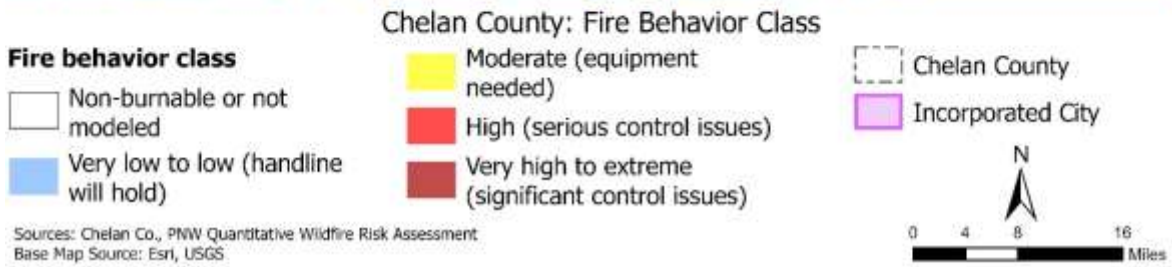 Chelan County: Fire Behavior Class
Fire behavior class
Non-burnable or not
modeled
Very low to low (handline
will hold)
Moderate (equipment
needed)
High (serious control issues)
Very high to extreme
(significant control issues)
Chelan County
Incorporated City
N
0 4 8 16
Miles
Sources: Chelan Co., PNW Quantitative Wildfire Risk Assessment
Base Map Source: Esri, USGS